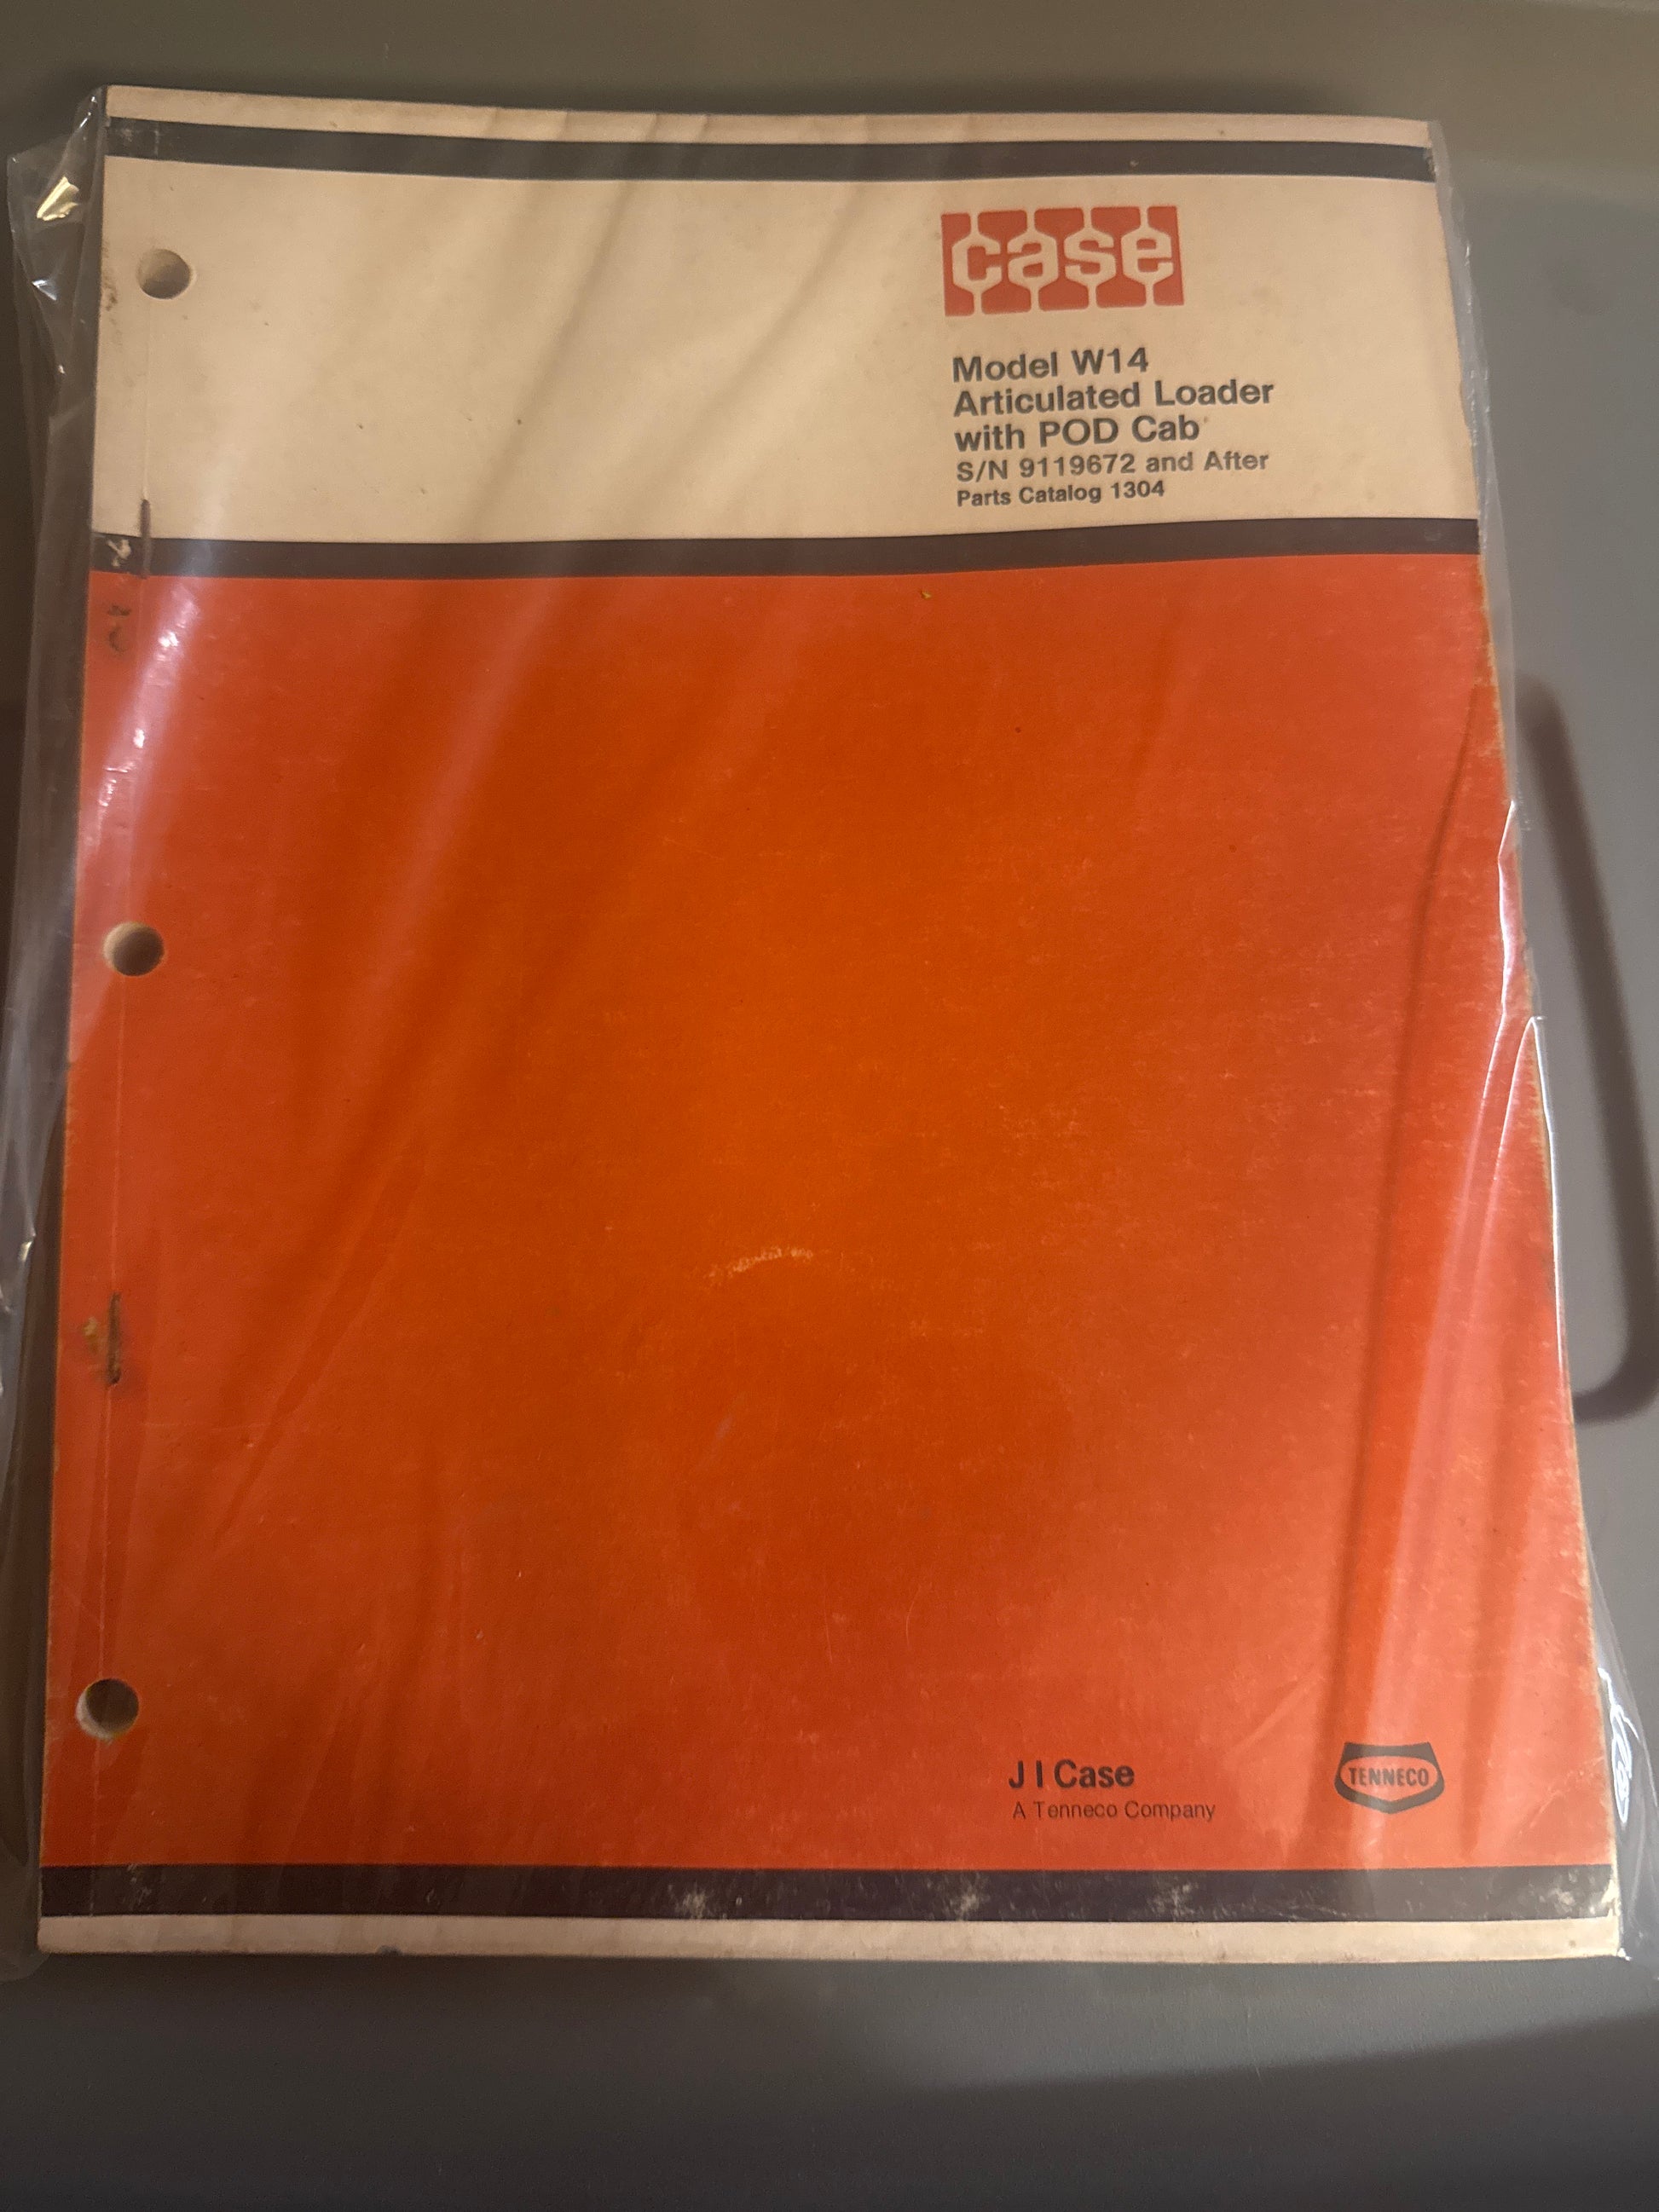 case
Model W14
Articulated Loader
with POD Cab
S/N 9119672 and After
Parts Catalog 1304
J I Case
A Tenneco Company
TENNECO